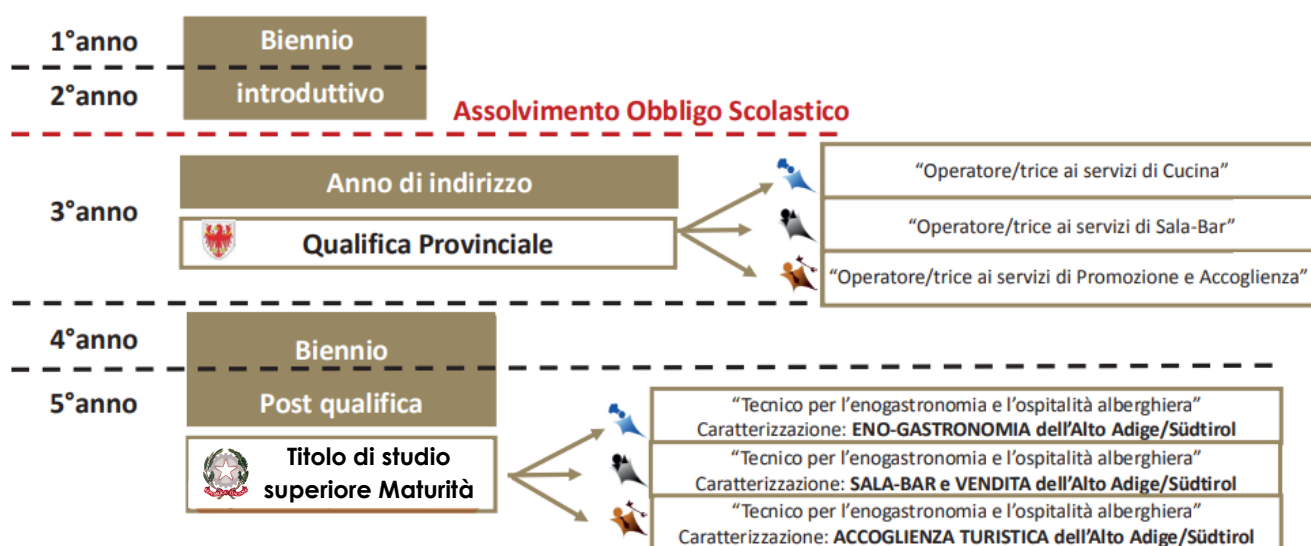 1°anno
Biennio
2°anno
introduttivo
Assolvimento Obbligo Scolastico
3°anno
Anno di indirizzo
Qualifica Provinciale
“Operatore/trice ai servizi di Cucina”
“Operatore/trice ai servizi di Sala-Bar”
“Operatore/trice ai servizi di Promozione e Accoglienza”
4°anno
Biennio
5°anno
Post qualifica
Titolo di studio
superiore Maturità
“Tecnico per l’enogastronomia e l’ospitalità alberghiera”
Caratterizzazione: ENO-GASTRONOMIA dell’Alto Adige/Südtirol
“Tecnico per l’enogastronomia e l’ospitalità alberghiera”
Caratterizzazione: SALA-BAR e VENDITA dell’Alto Adige/Südtirol
“Tecnico per l’enogastronomia e l’ospitalità alberghiera”
Caratterizzazione: ACCOGLIENZA TURISTICA dell’Alto Adige/Südtirol